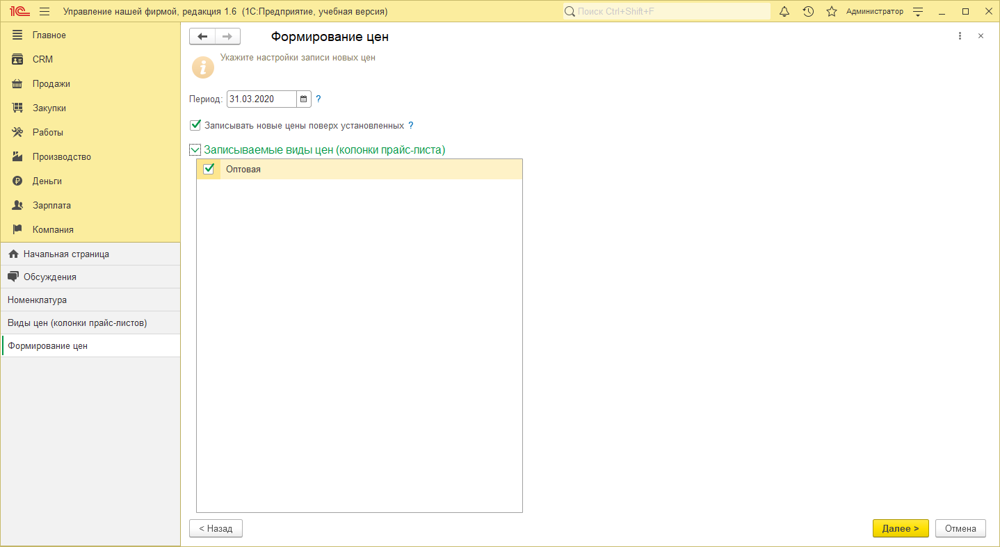 1С Управление нашей фирмой, редакция 1.6 (1С:Предприятие, учебная версия) Поиск Ctrl+Shift+F Администратор
Главное
CRM
Продажи
Закупки
Работы
Производство
Деньги
Зарплата
Компания
Начальная страница
Обсуждения
Номенклатура
Виды цен (колонки прайс-листов)
Формирование цен
Формирование цен
Укажите настройки записи новых цен
Период: 31.03.2020 ?
Записывать новые цены поверх установленных ?
Записываемые виды цен (колонки прайс-листа)
Оптовая
< Назад Далее > Отмена